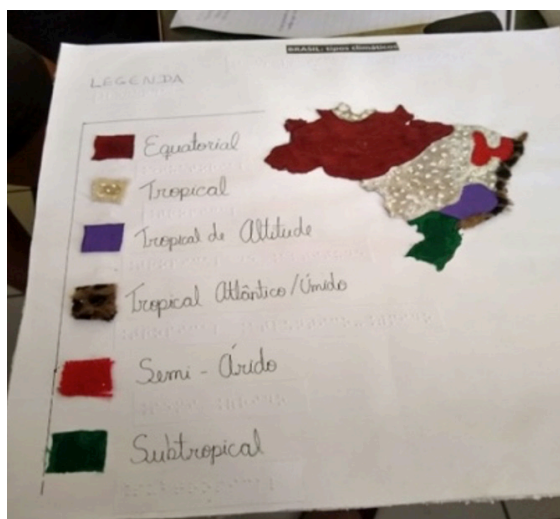 BRASIL: tipos climáticos
LEGENDA
Equatorial
Tropical
Tropical de Altitude
Tropical Atlântico/Úmido
Semi - Árido
Subtropical